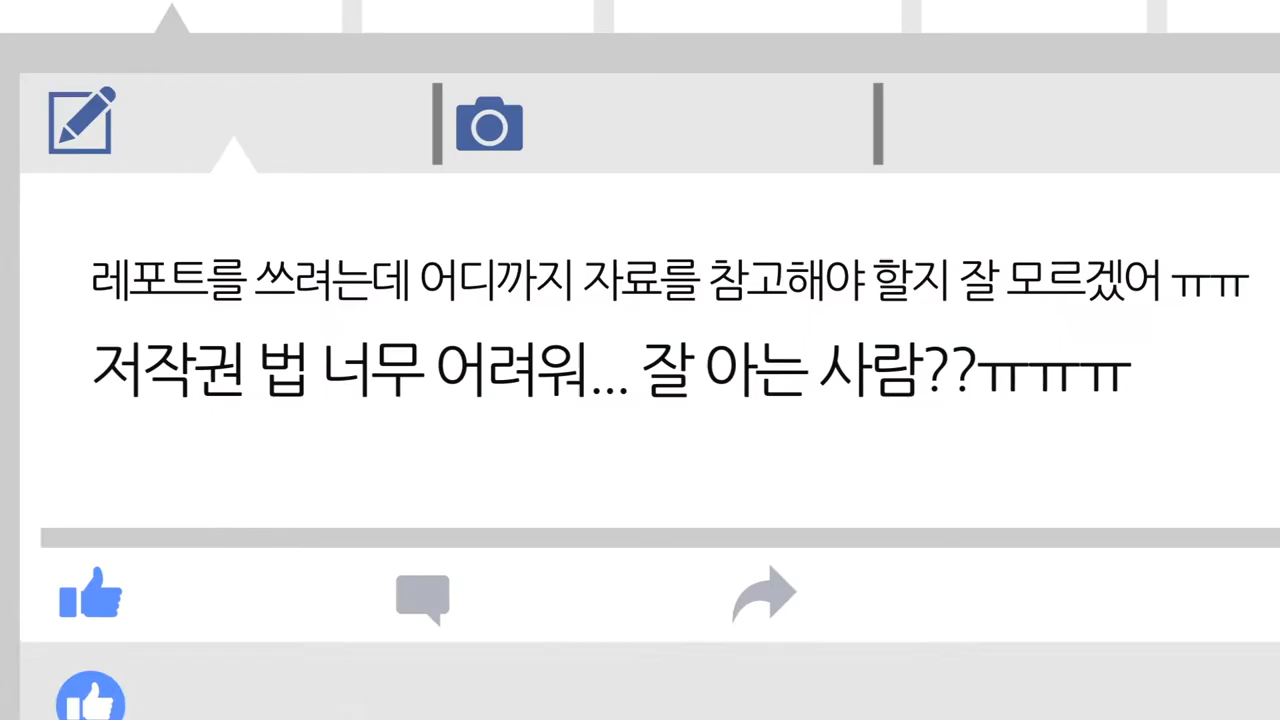 레포트를 쓰려는데 어디까지 자료를 참고해야 할지 잘 모르겠어 ㅠㅠ
저작권 법 너무 어려워... 잘 아는 사람??ㅠㅠㅠ